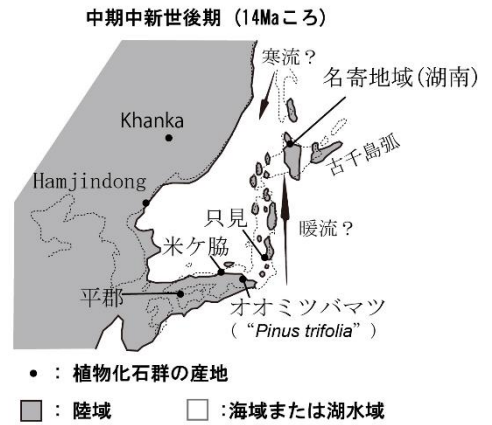 中期中新世後期（14Maころ）
寒流？
名寄地域(湖南)
Khanka
古千島弧
Hamjindong
只見
暖流？
米ケ脇
平郡
オオミツバマツ
(“Pinus trifolia”)
● ： 植物化石群の産地
： 陸域
：海域または湖水域